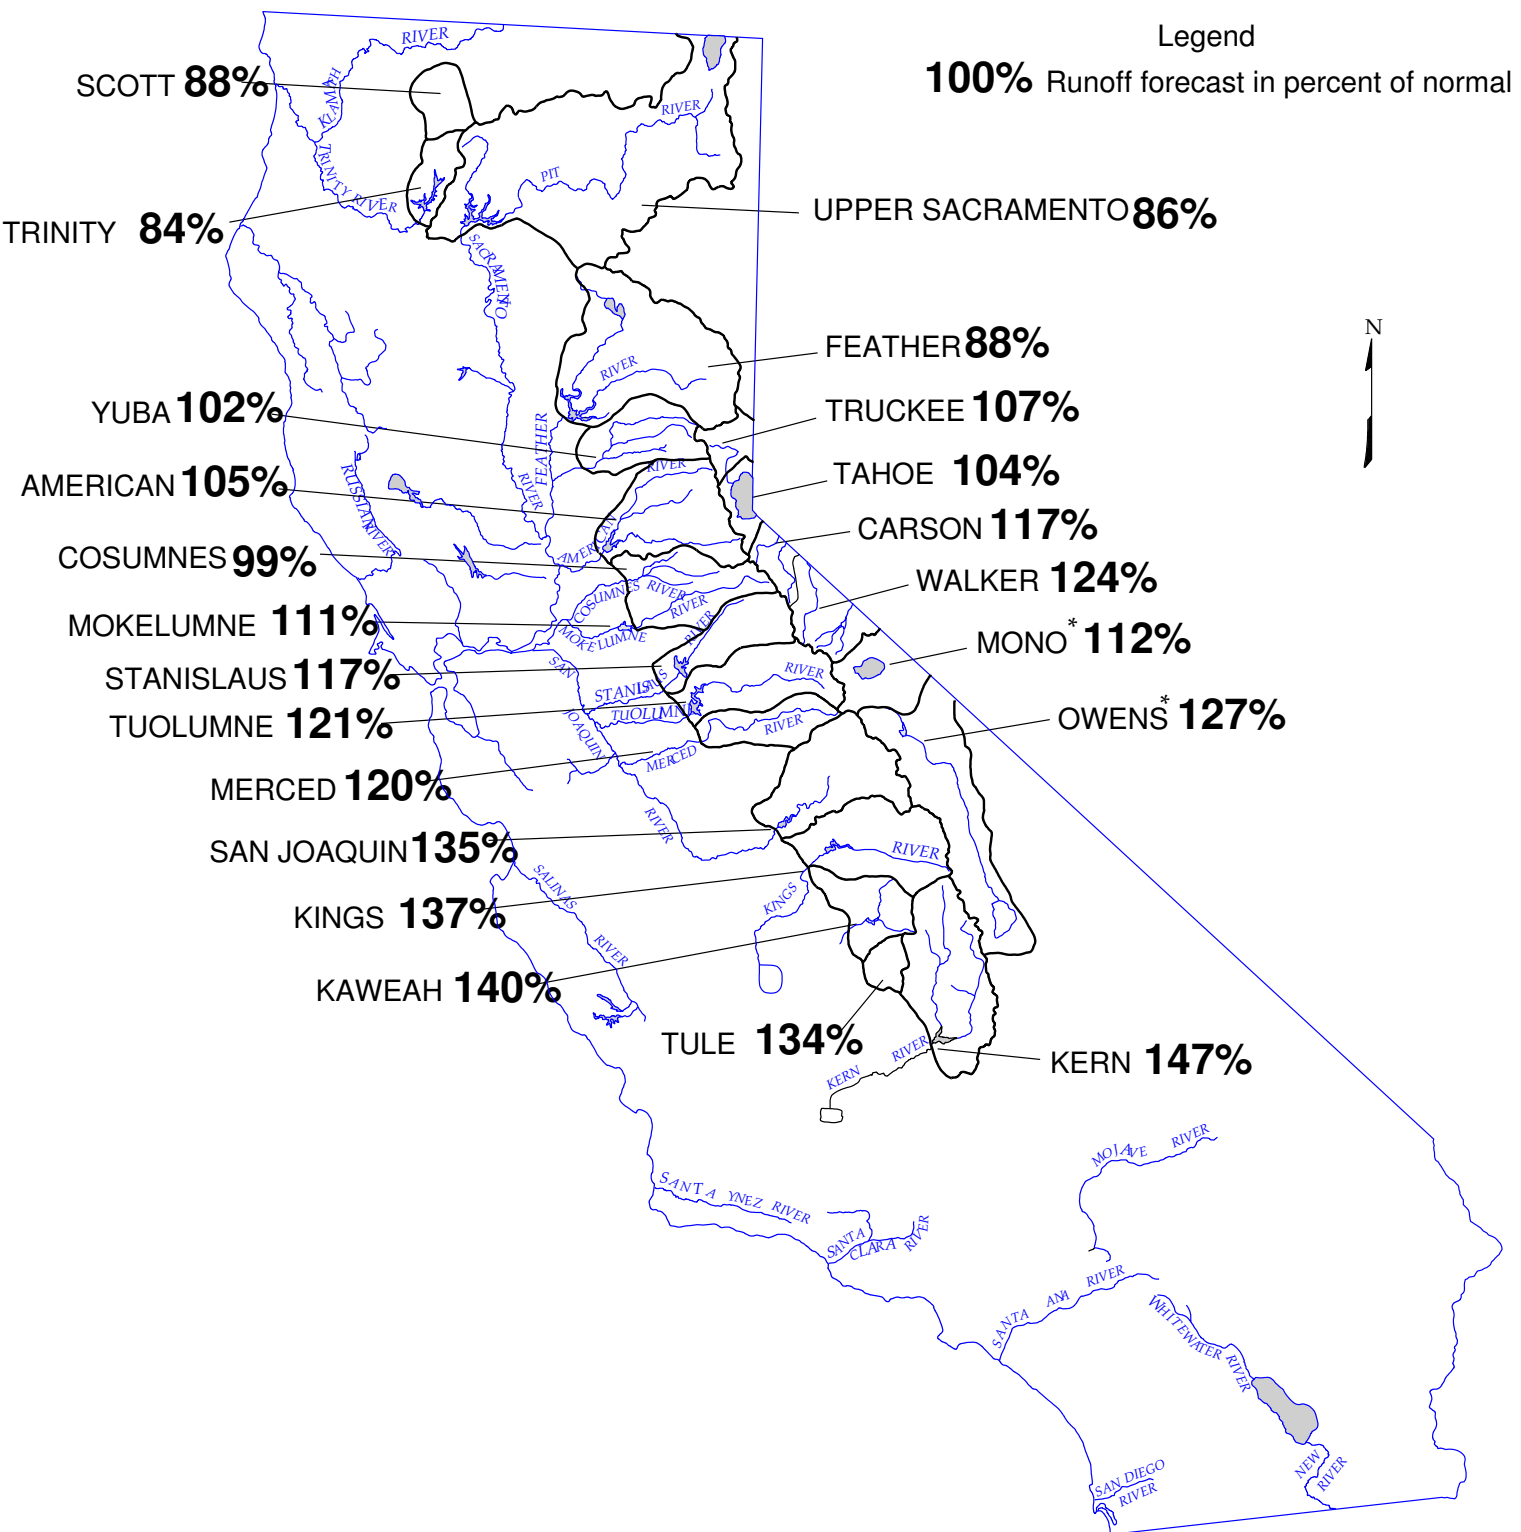 Legend
100% Runoff forecast in percent of normal
SCOTT 88%
TRINITY 84%
UPPER SACRAMENTO 86%
FEATHER 88%
YUBA 102%
TRUCKEE 107%
TAHOE 104%
AMERICAN 105%
CARSON 117%
COSUMNES 99%
WALKER 124%
MOKELUMNE 111%
MONO* 112%
STANISLAUS 117%
OWENS* 127%
TUOLUMNE 121%
MERCED 120%
SAN JOAQUIN 135%
KINGS 137%
KAWEAH 140%
TULE 134%
KERN 147%
N
KLAMATH
RIVER
TRINITY RIVER
PIT
RIVER
SACRAMENTO
RIVER
FEATHER
RIVER
RIVER
AMERICAN
RUSSIAN
RIVER
COSUMNES RIVER
MOKELUMNE
RIVER
STANISLAUS
RIVER
TUOLUMNE
RIVER
MERCED
RIVER
SAN
JOAQUIN
RIVER
KINGS
RIVER
SALINAS
RIVER
KERN
RIVER
SANTA YNEZ RIVER
SANTA
CLARA
RIVER
MOJAVE RIVER
SANTA ANA RIVER
WHITEWATER RIVER
NEW
RIVER
SAN DIEGO
RIVER